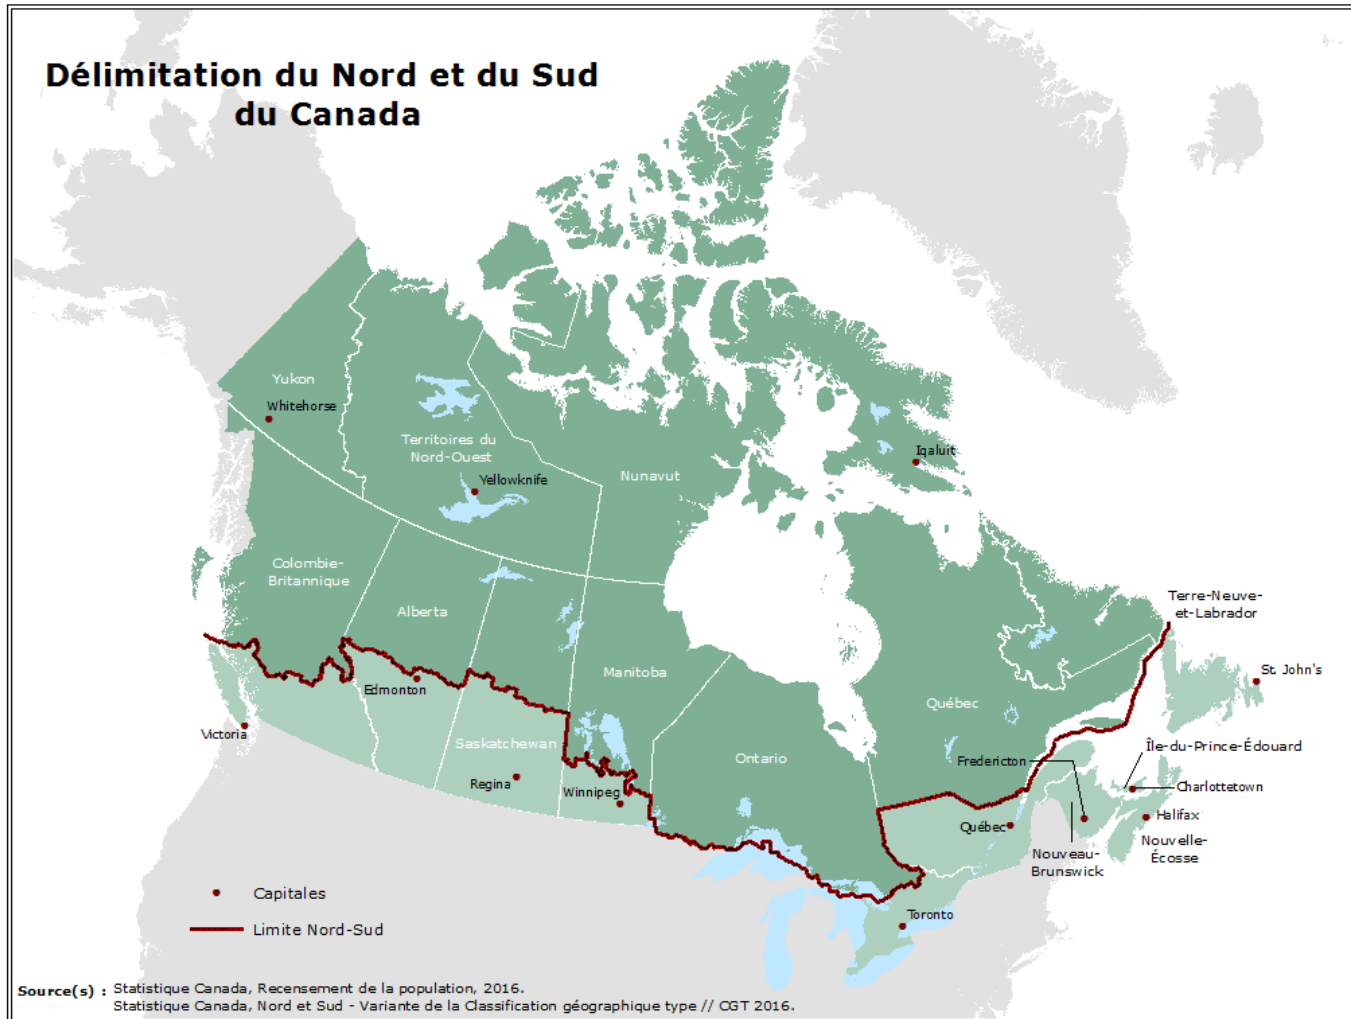 Délimitation du Nord et du Sud
du Canada
Yukon
Whitehorse
Territoires du
Nord-Ouest
Yellowknife
Nunavut
Iqaluit
Colombie-
Britannique
Alberta
Terre-Neuve-
et-Labrador
Manitoba
St. John's
Edmonton
Québec
Victoria
Saskatchewan
Île-du-Prince-Édouard
Ontario
Fredericton
Regina
Winnipeg
Charlottetown
Halifax
Québec
Nouvelle-
Écosse
Nouveau-
Brunswick
Capitales
Toronto
Limite Nord-Sud
Source(s) : Statistique Canada, Recensement de la population, 2016.
Statistique Canada, Nord et Sud - Variante de la Classification géographique type // CGT 2016.